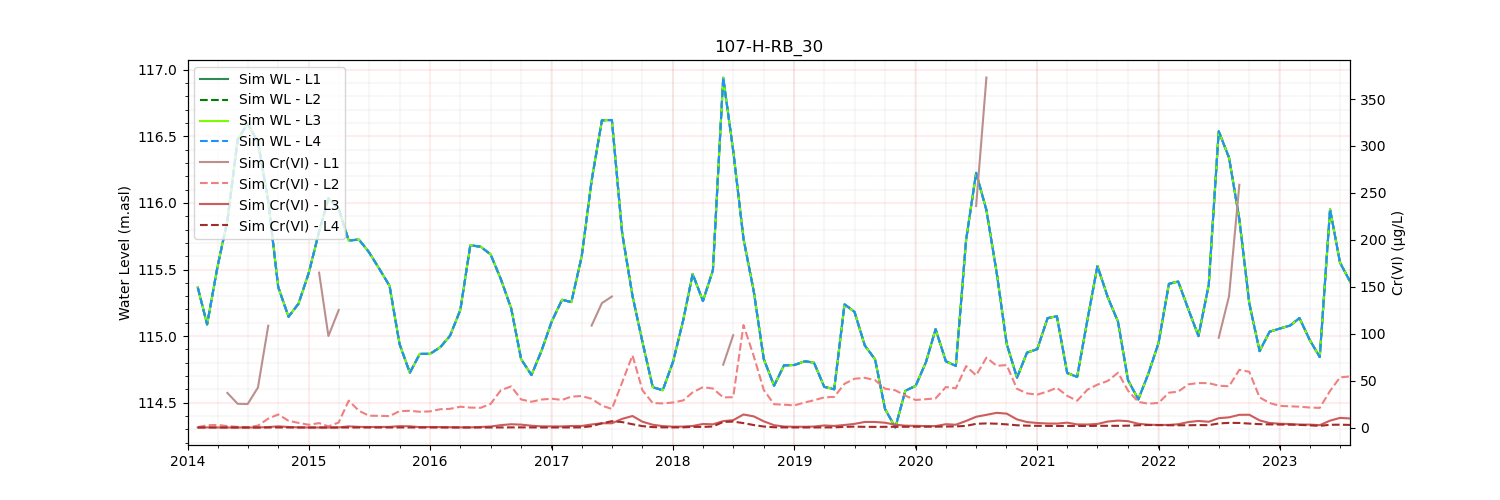 107-H-RB_30
117.0
116.5
116.0
115.5
115.0
114.5
Water Level (m.asl)
Sim WL - L1
Sim WL - L2
Sim WL - L3
Sim WL - L4
Sim Cr(VI) - L1
Sim Cr(VI) - L2
Sim Cr(VI) - L3
Sim Cr(VI) - L4
350
300
250
200
150
100
50
0
Cr(VI) (µg/L)
2014 2015 2016 2017 2018 2019 2020 2021 2022 2023